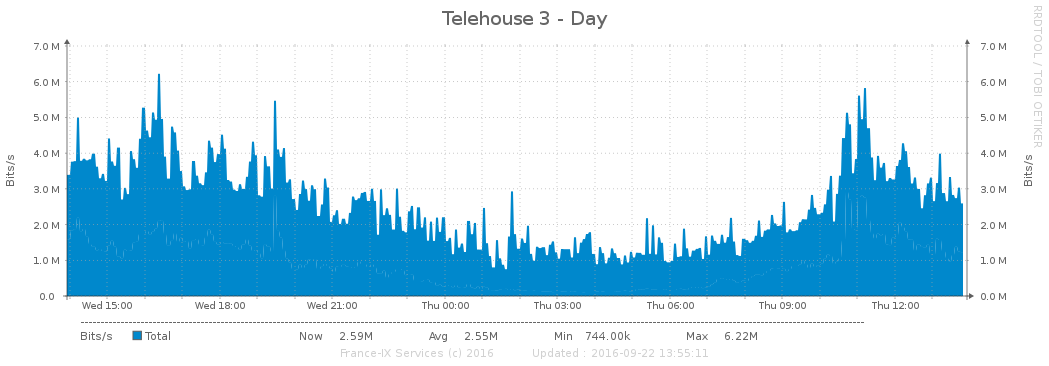 Telehouse 3 - Day
RRDTOOL / TOBI OETIKER
Bits/s
7.0 M 7.0 M
6.0 M 6.0 M
5.0 M 5.0 M
4.0 M 4.0 M
3.0 M 3.0 M
2.0 M 2.0 M
1.0 M 1.0 M
0.0 0.0 M
Bits/s
Wed 15:00 Wed 18:00 Wed 21:00 Thu 00:00 Thu 03:00 Thu 06:00 Thu 09:00 Thu 12:00
Bits/s Total Now 2.59M Avg 2.55M Min 744.00k Max 6.22M
France-IX Services (c) 2016 Updated : 2016-09-22 13:55:11